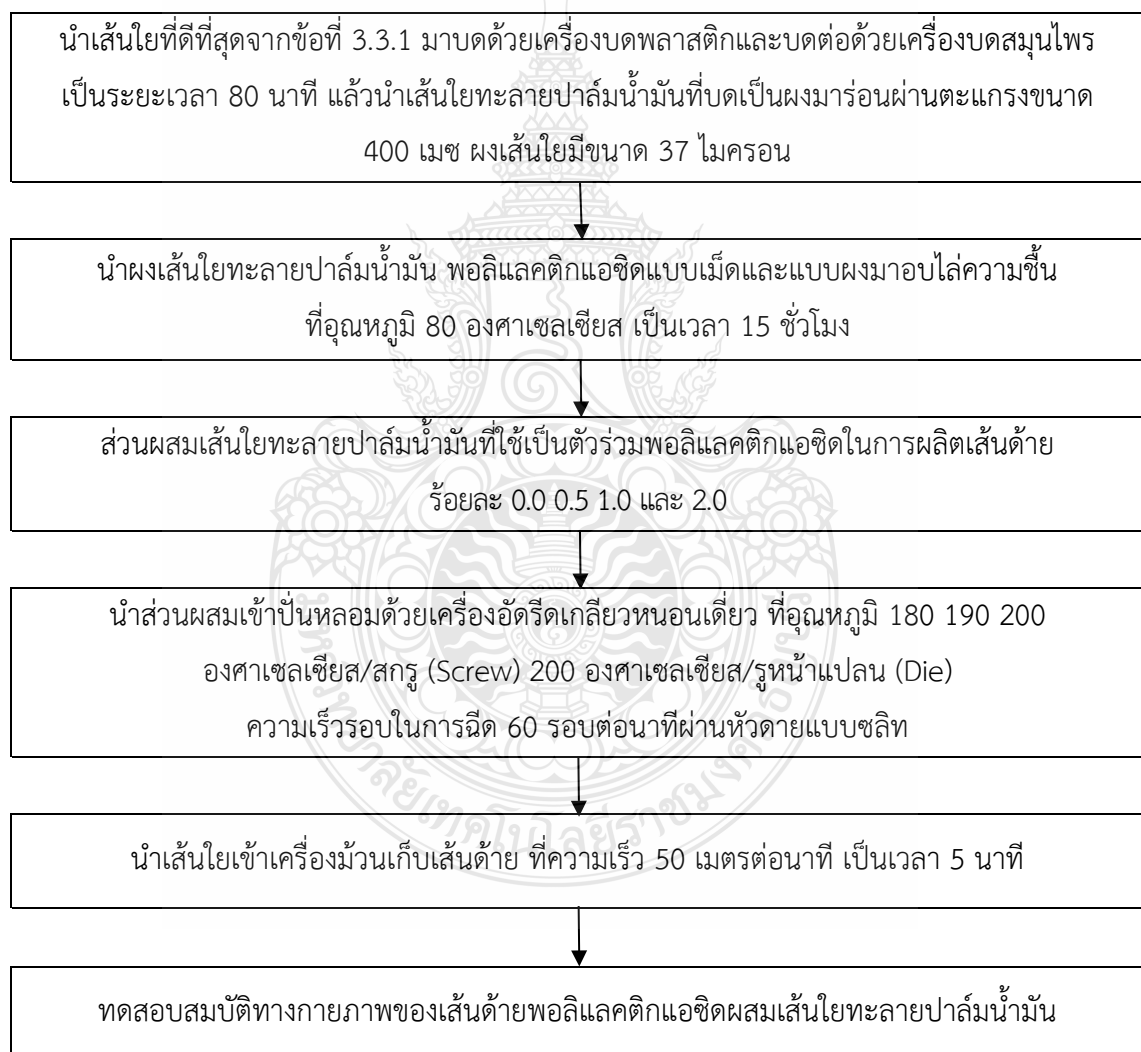 นำเส้นใยที่ดีที่สุดจากข้อที่ 3.3.1 มาบดด้วยเครื่องบดพลาสติกและบดต่อด้วยเครื่องบดสมุนไพร
เป็นระยะเวลา 80 นาที แล้วนำเส้นใยทะลายปาล์มน้ำมันที่บดเป็นผงมาร่อนผ่านตะแกรงขนาด
400 เมซ ผงเส้นใยมีขนาด 37 ไมครอน
นำผงเส้นใยทะลายปาล์มน้ำมัน พอลิแลคติกแอซิดแบบเม็ดและแบบผงมาอบไล่ความชื้น
ที่อุณหภูมิ 80 องศาเซลเซียส เป็นเวลา 15 ชั่วโมง
ส่วนผสมเส้นใยทะลายปาล์มน้ำมันที่ใช้เป็นตัวร่วมพอลิแลคติกแอซิดในการผลิตเส้นด้าย
ร้อยละ 0.0 0.5 1.0 และ 2.0
นำส่วนผสมเข้าปั่นหลอมด้วยเครื่องอัดรีดเกลียวหนอนเดี่ยว ที่อุณหภูมิ 180 190 200
องศาเซลเซียส/สกรู (Screw) 200 องศาเซลเซียส/รูหน้าแปลน (Die)
ความเร็วรอบในการฉีด 60 รอบต่อนาทีผ่านหัวดายแบบซลิท
นำเส้นใยเข้าเครื่องม้วนเก็บเส้นด้าย ที่ความเร็ว 50 เมตรต่อนาที เป็นเวลา 5 นาที
ทดสอบสมบัติทางกายภาพของเส้นด้ายพอลิแลคติกแอซิดผสมเส้นใยทะลายปาล์มน้ำมัน